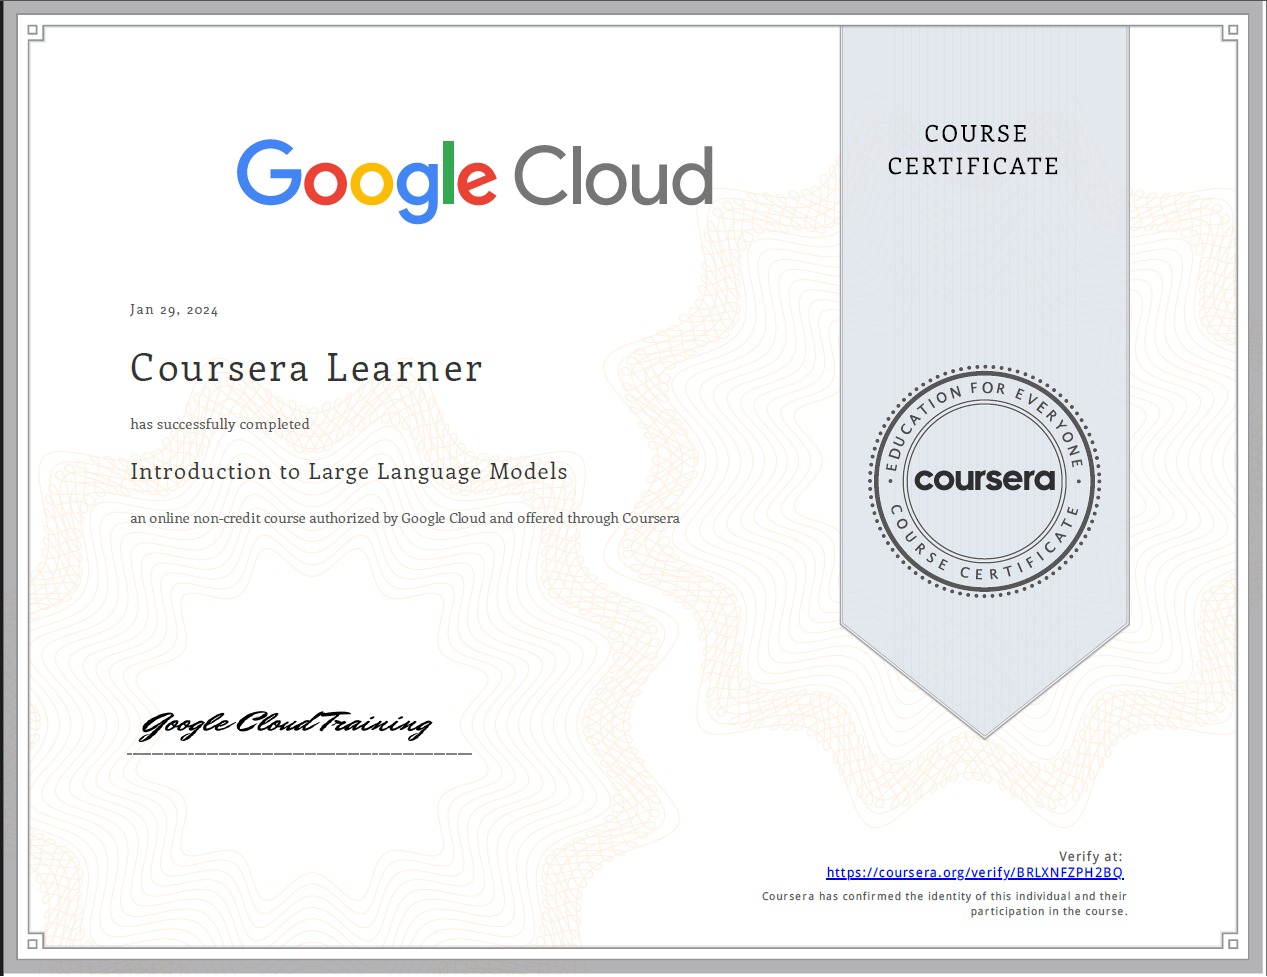 Google Cloud
COURSE
CERTIFICATE
Jan 29, 2024
Coursera Learner
has successfully completed
Introduction to Large Language Models
an online non-credit course authorized by Google Cloud and offered through Coursera
EDUCATION FOR EVERYONE
coursera
COURSE CERTIFICATE
Google Cloud Training
Verify at:
https://coursera.org/verify/BRLXNFZPH2BQ
Coursera has confirmed the identity of this individual and their
participation in the course.